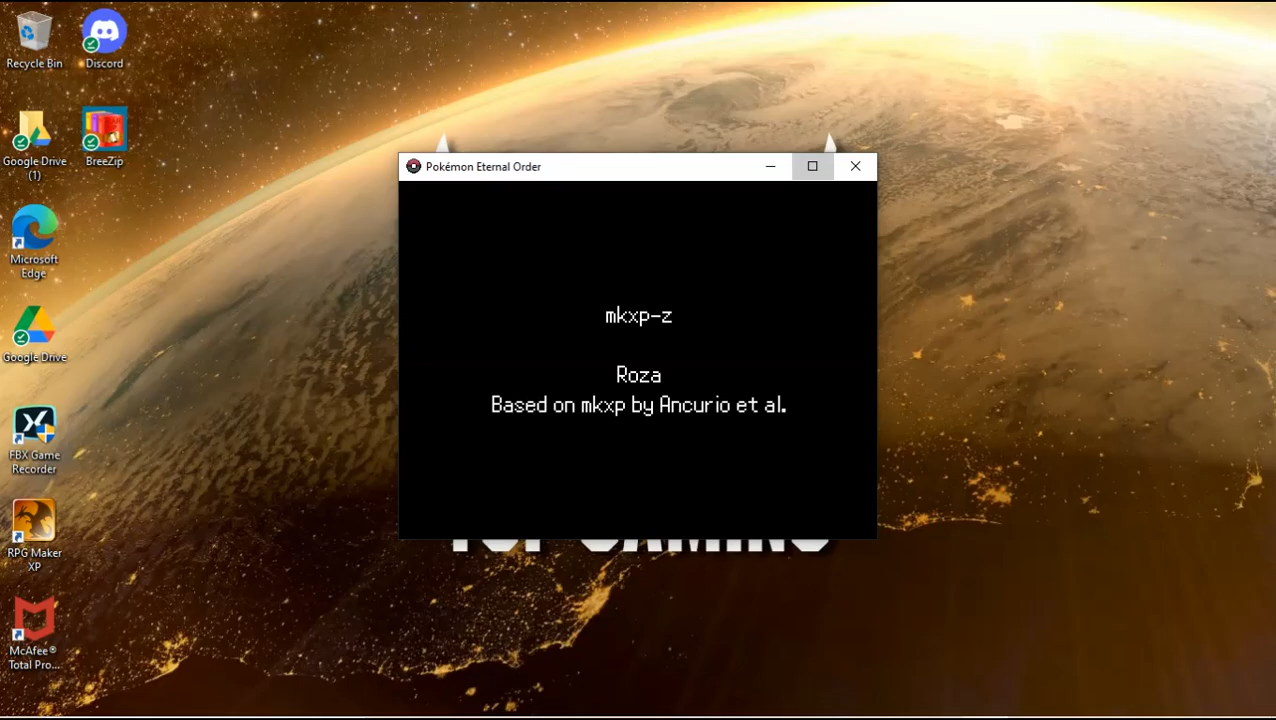 Recycle Bin
Discord
Google Drive
(1)
BreeZip
Microsoft
Edge
Google Drive
FBX Game
Recorder
RPG Maker
XP
McAfee®
Total Pro...
Pokémon Eternal Order
mkxp-z
Roza
Based on mkxp by Ancurio et al.
GAMING